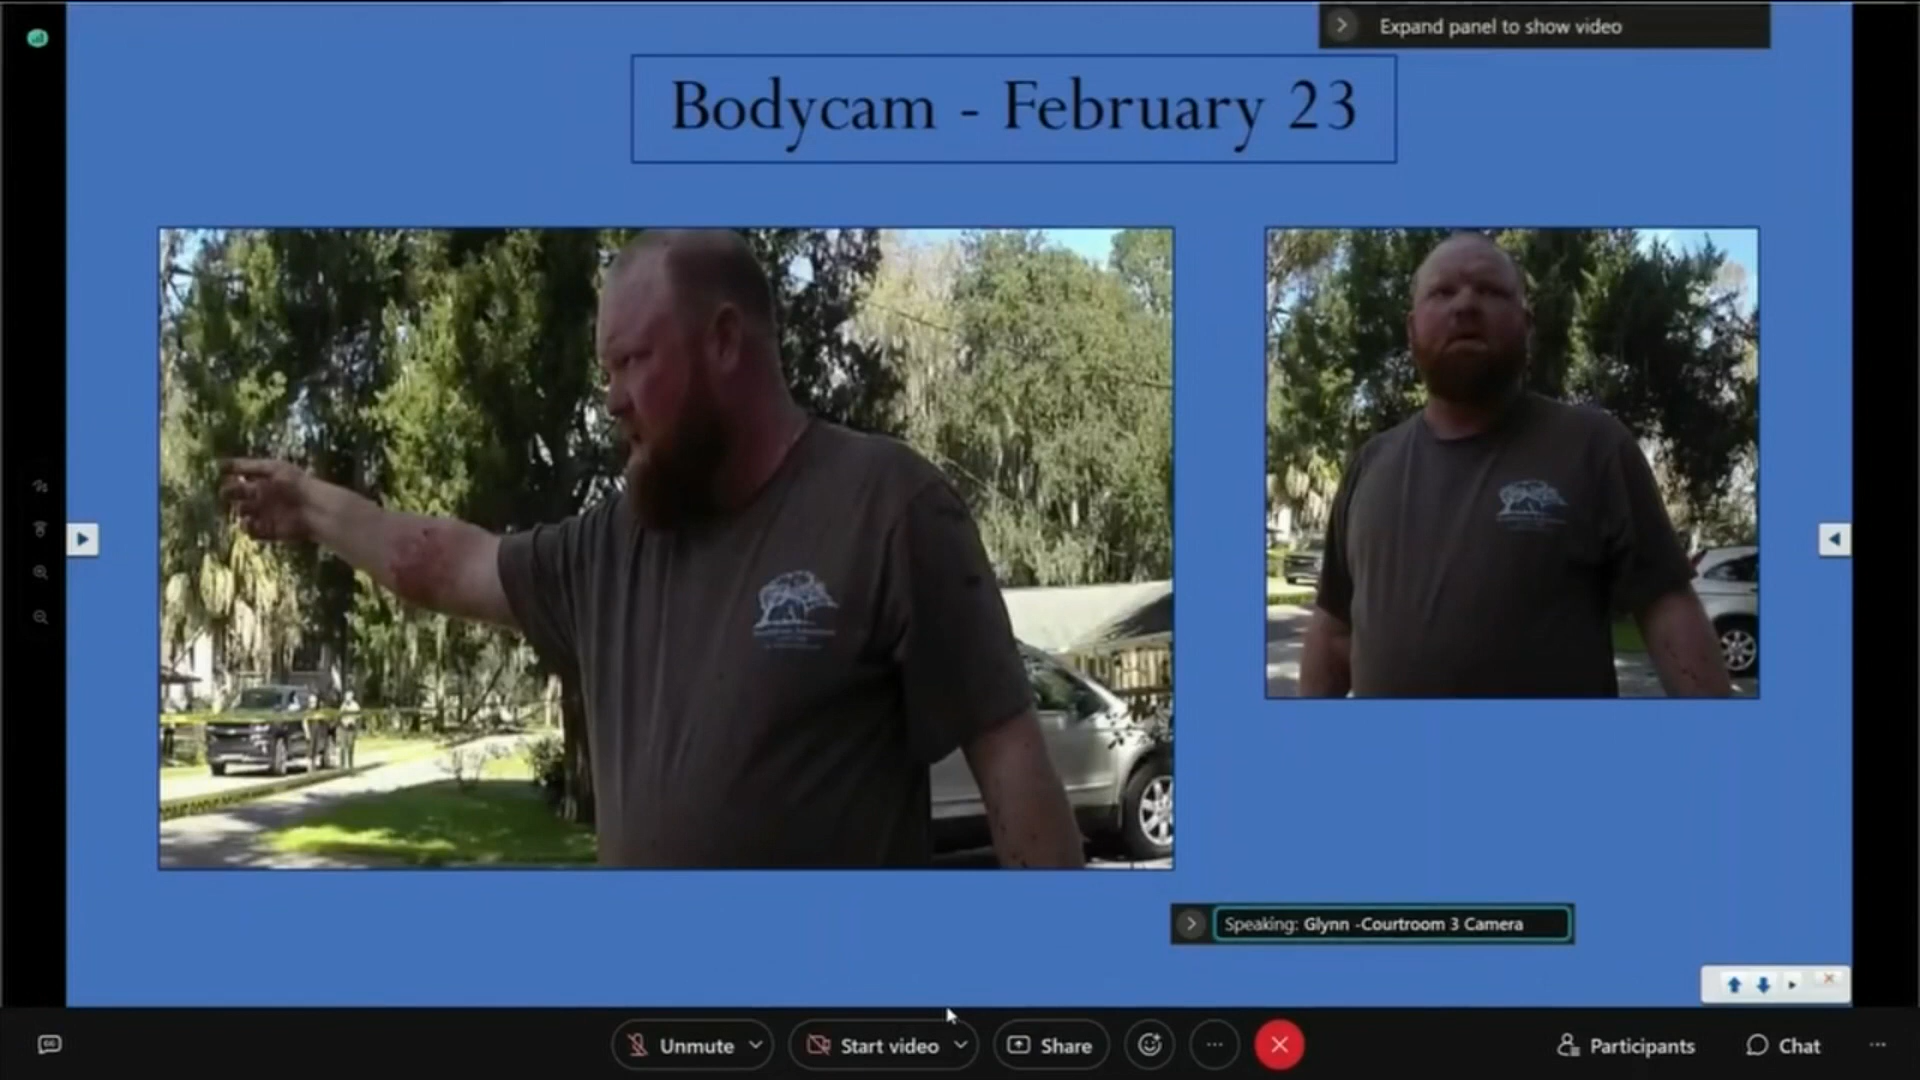 Expand panel to show video
Bodycam - February 23
Speaking: Glynn -Courtroom 3 Camera
Unmute
Start video
Share
Participants
Chat